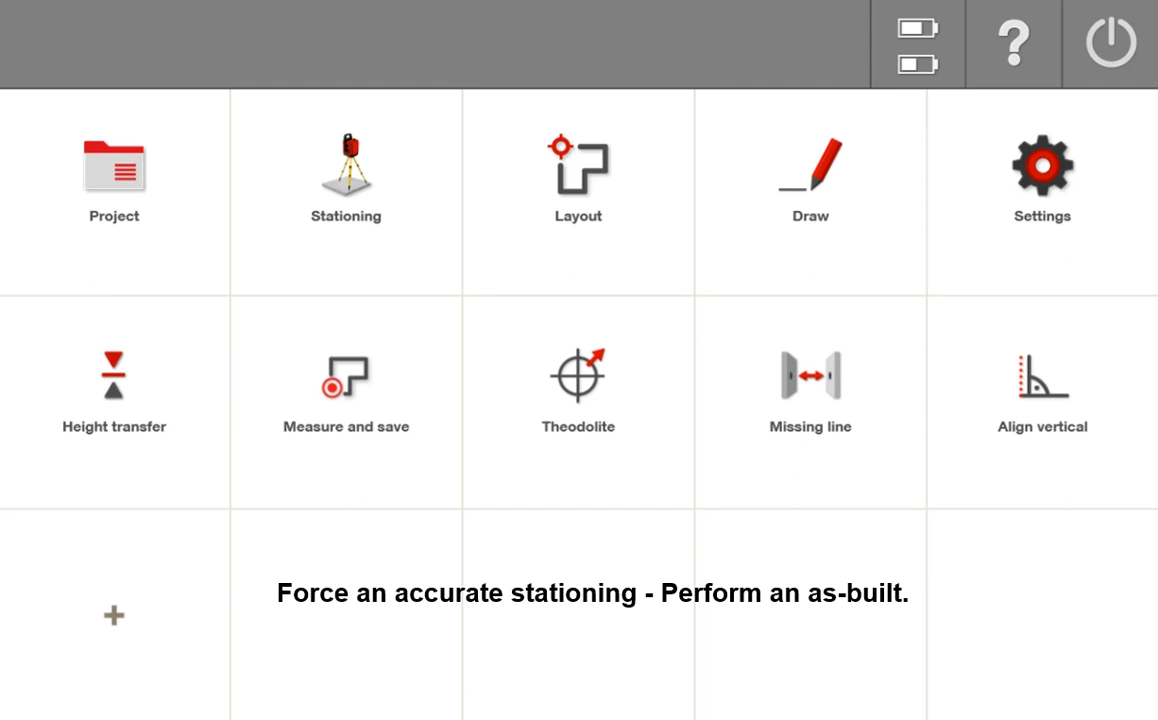 Project
Stationing
Layout
Draw
Settings
Height transfer
Measure and save
Theodolite
Missing line
Align vertical
Force an accurate stationing - Perform an as-built.